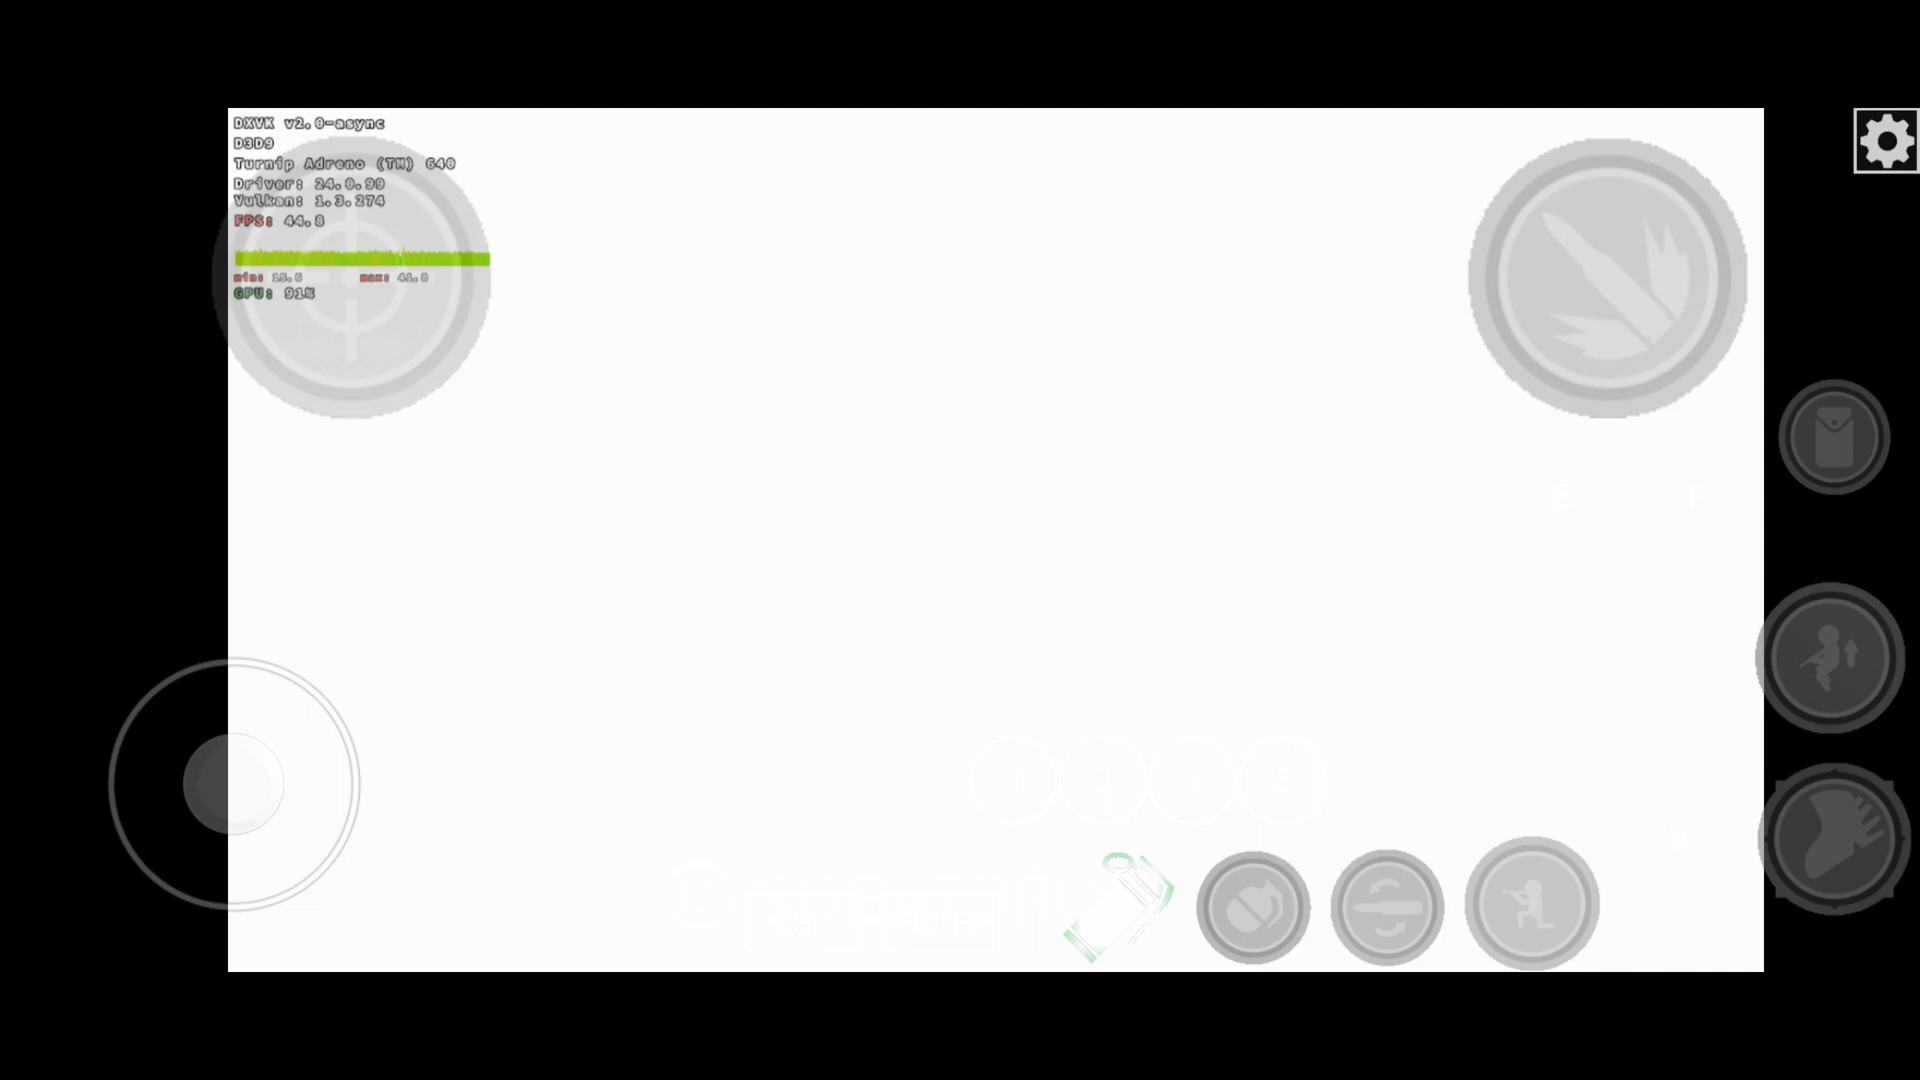 DXVK v2.0-async
D3D9
Turnip Adreno (TM) 640
Driver: 24.0.99
Vulkan: 1.3.274
FPS: 44.8
min: 15.6 max: 41.8
GPU: 91%